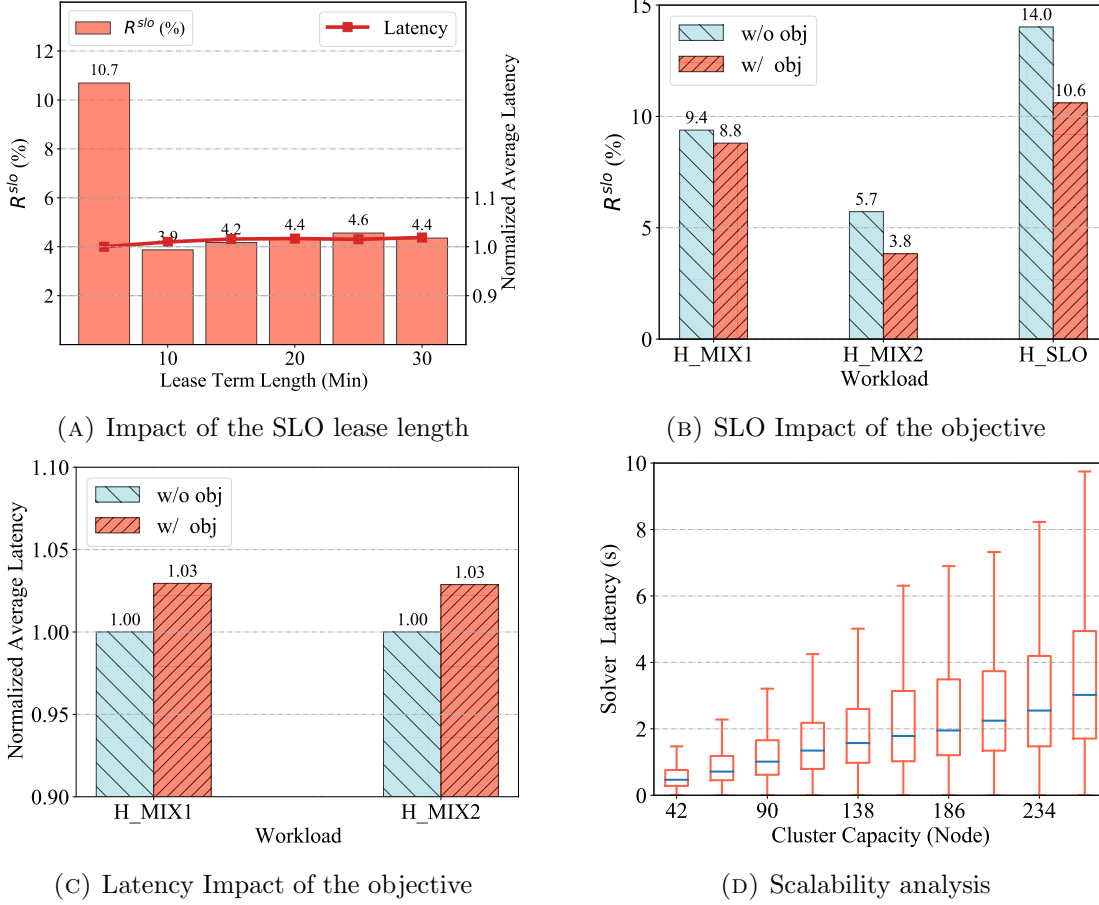 R^slo (%)
Latency
12
10
8
6
4
2
R^slo (%)
10.7
3.9
4.2
4.4
4.6
4.4
1.1
1.0
0.9
Normalized Average Latency
10
20
30
Lease Term Length (Min)
(A) Impact of the SLO lease length
w/o obj
w/ obj
15
10
5
0
R^slo (%)
9.4
8.8
5.7
3.8
14.0
10.6
H_MIX1
H_MIX2
H_SLO
Workload
(B) SLO Impact of the objective
w/o obj
w/ obj
1.10
1.05
1.00
0.95
0.90
Normalized Average Latency
1.00
1.03
1.00
1.03
H_MIX1
H_MIX2
Workload
(C) Latency Impact of the objective
10
8
6
4
2
0
Solver Latency (s)
42
90
138
186
234
Cluster Capacity (Node)
(D) Scalability analysis